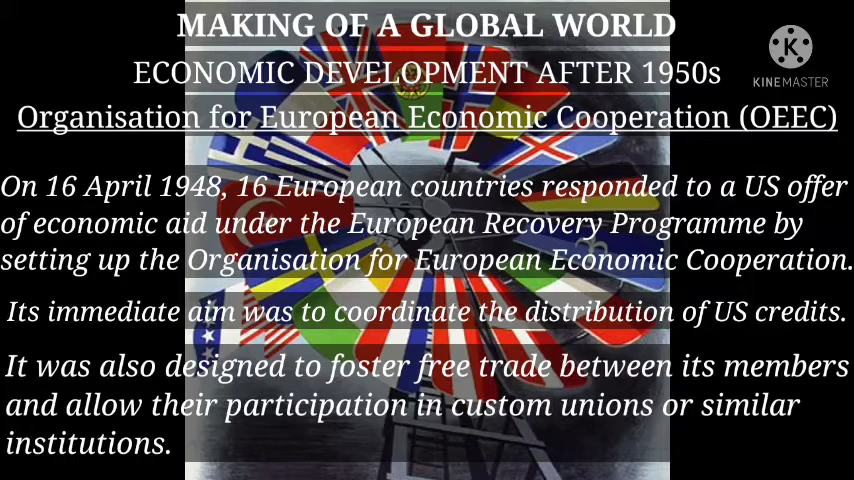 MAKING OF A GLOBAL WORLD
ECONOMIC DEVELOPMENT AFTER 1950s
K
KINEMASTER
Organisation for European Economic Cooperation (OEEC)
On 16 April 1948, 16 European countries responded to a US offer
of economic aid under the European Recovery Programme by
setting up the Organisation for European Economic Cooperation.
Its immediate aim was to coordinate the distribution of US credits.
It was also designed to foster free trade between its members
and allow their participation in custom unions or similar
institutions.